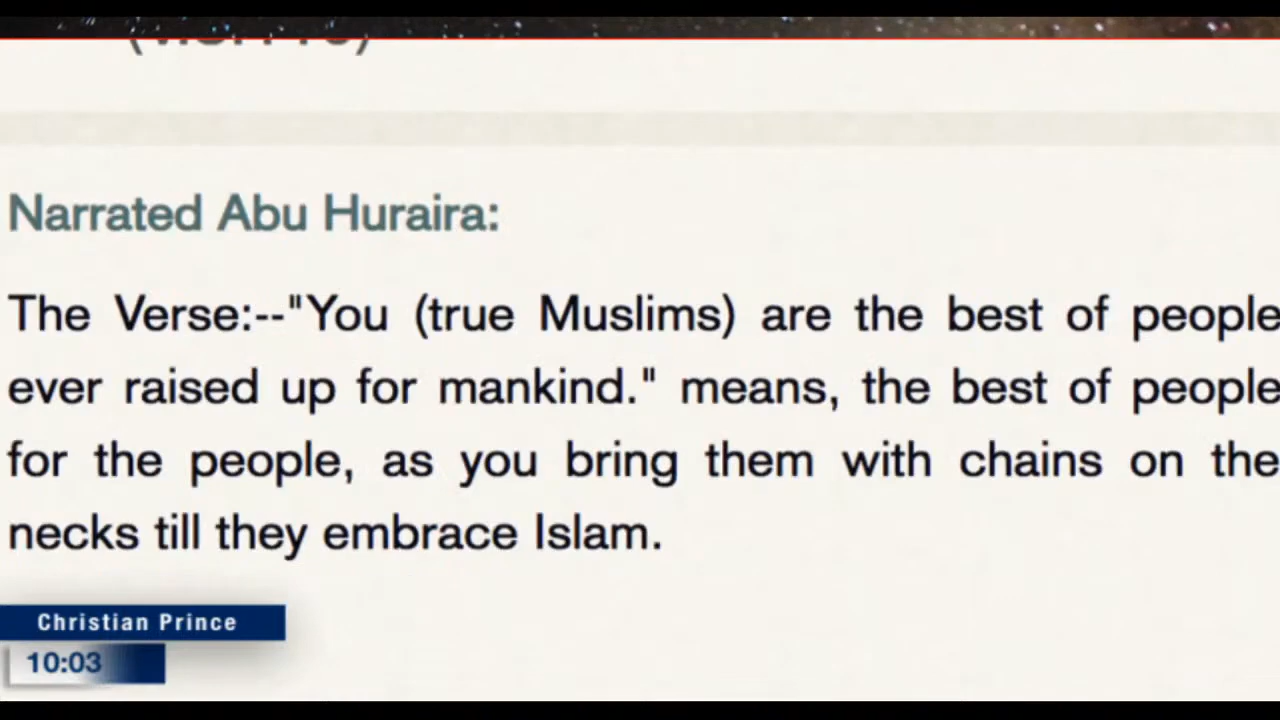 Narrated Abu Huraira:
The Verse:--"You (true Muslims) are the best of people
ever raised up for mankind." means, the best of people
for the people, as you bring them with chains on the
necks till they embrace Islam.
Christian Prince
10:03